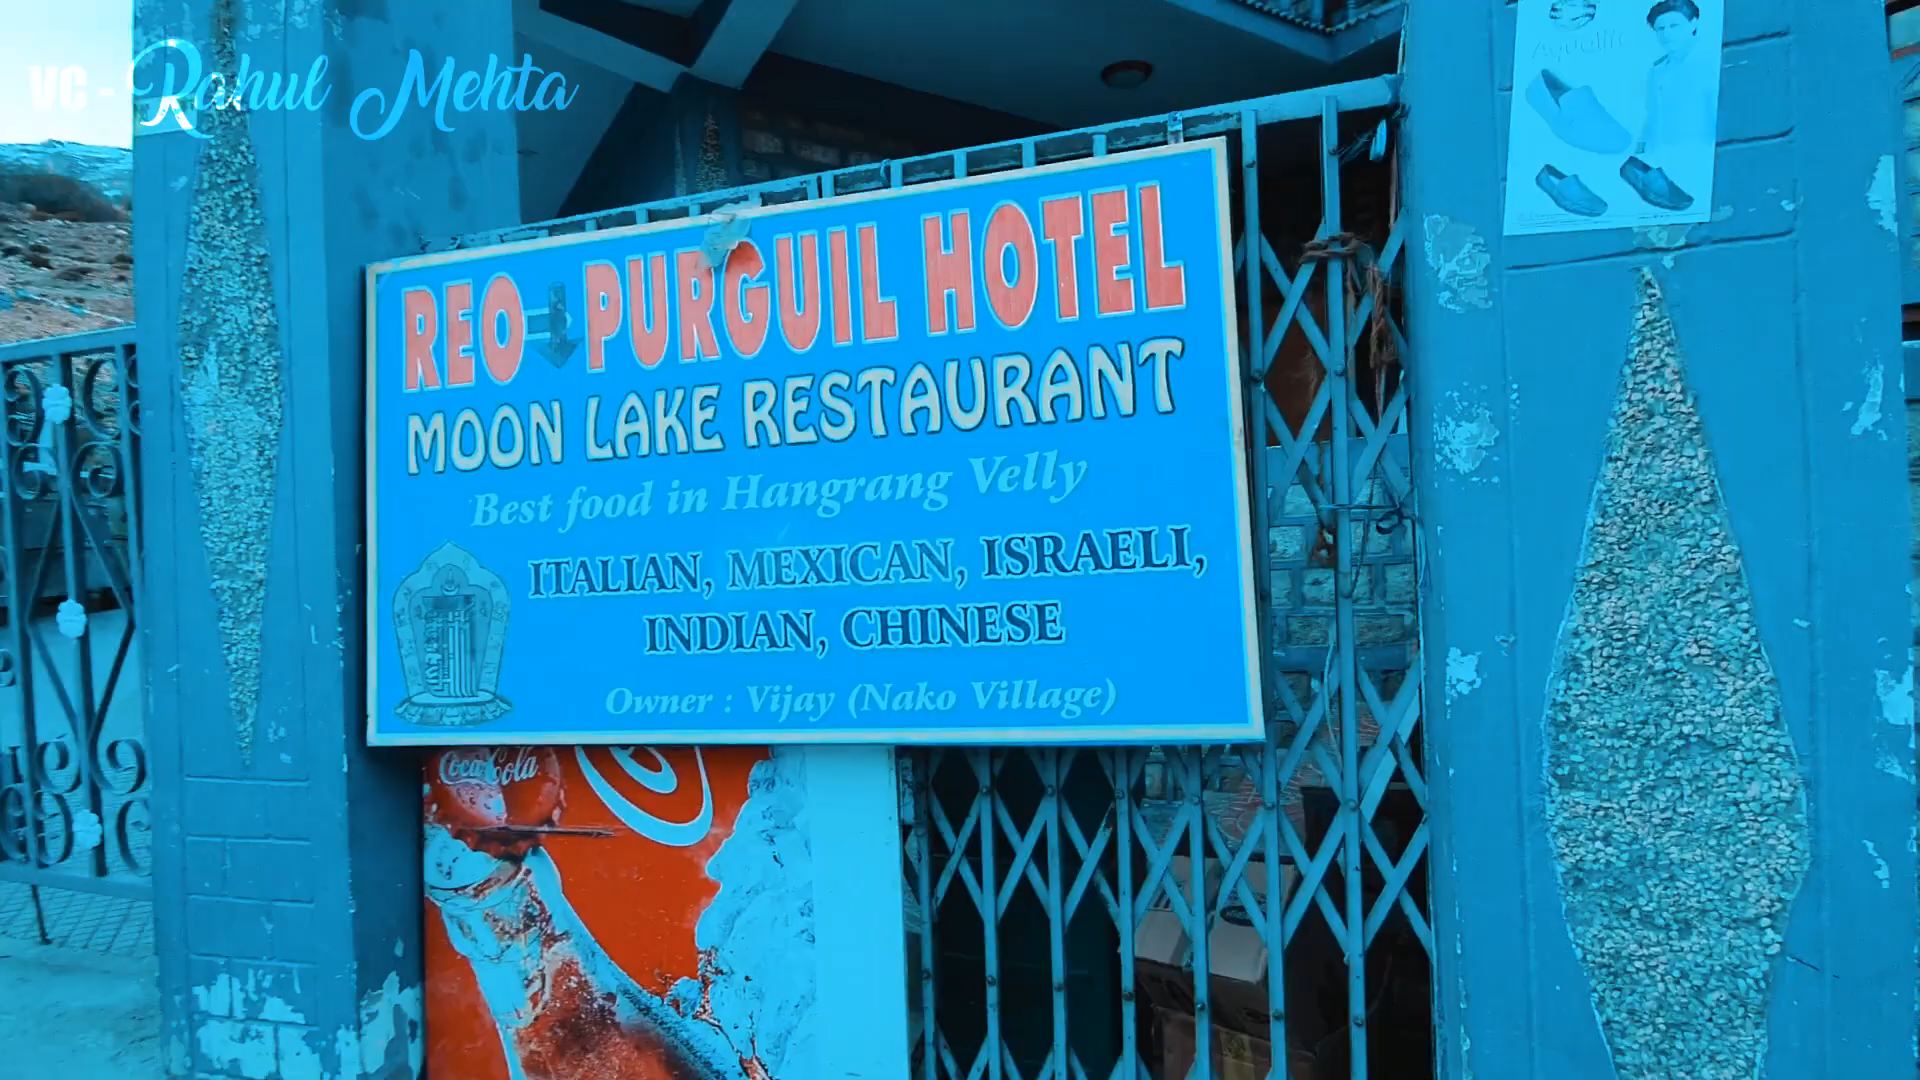 VC - Rahul Mehta
REO PURGUIL HOTEL
MOON LAKE RESTAURANT
Best food in Hangrang Velly
ITALIAN, MEXICAN, ISRAELI,
INDIAN, CHINESE
Owner : Vijay (Nako Village)
Coca-Cola
Aqualite